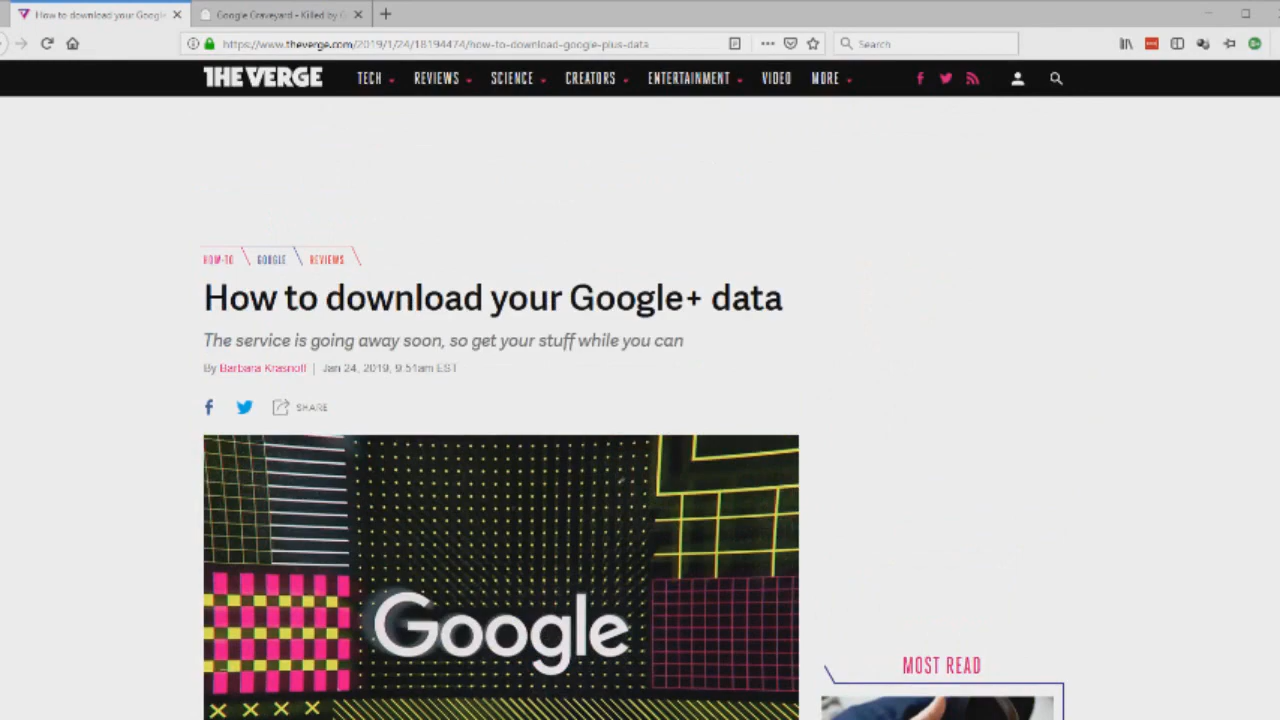 How to download your Google
Google Graveyard - Killed by G
https://www.theverge.com/2019/1/24/18194474/how-to-download-google-plus-data
Search
THE VERGE
TECH
REVIEWS
SCIENCE
CREATORS
ENTERTAINMENT
VIDEO
MORE
HOW-TO
GOOGLE
REVIEWS
How to download your Google+ data
The service is going away soon, so get your stuff while you can
By Barbara Krasnoff | Jan 24, 2019, 9:51am EST
SHARE
Google
MOST READ